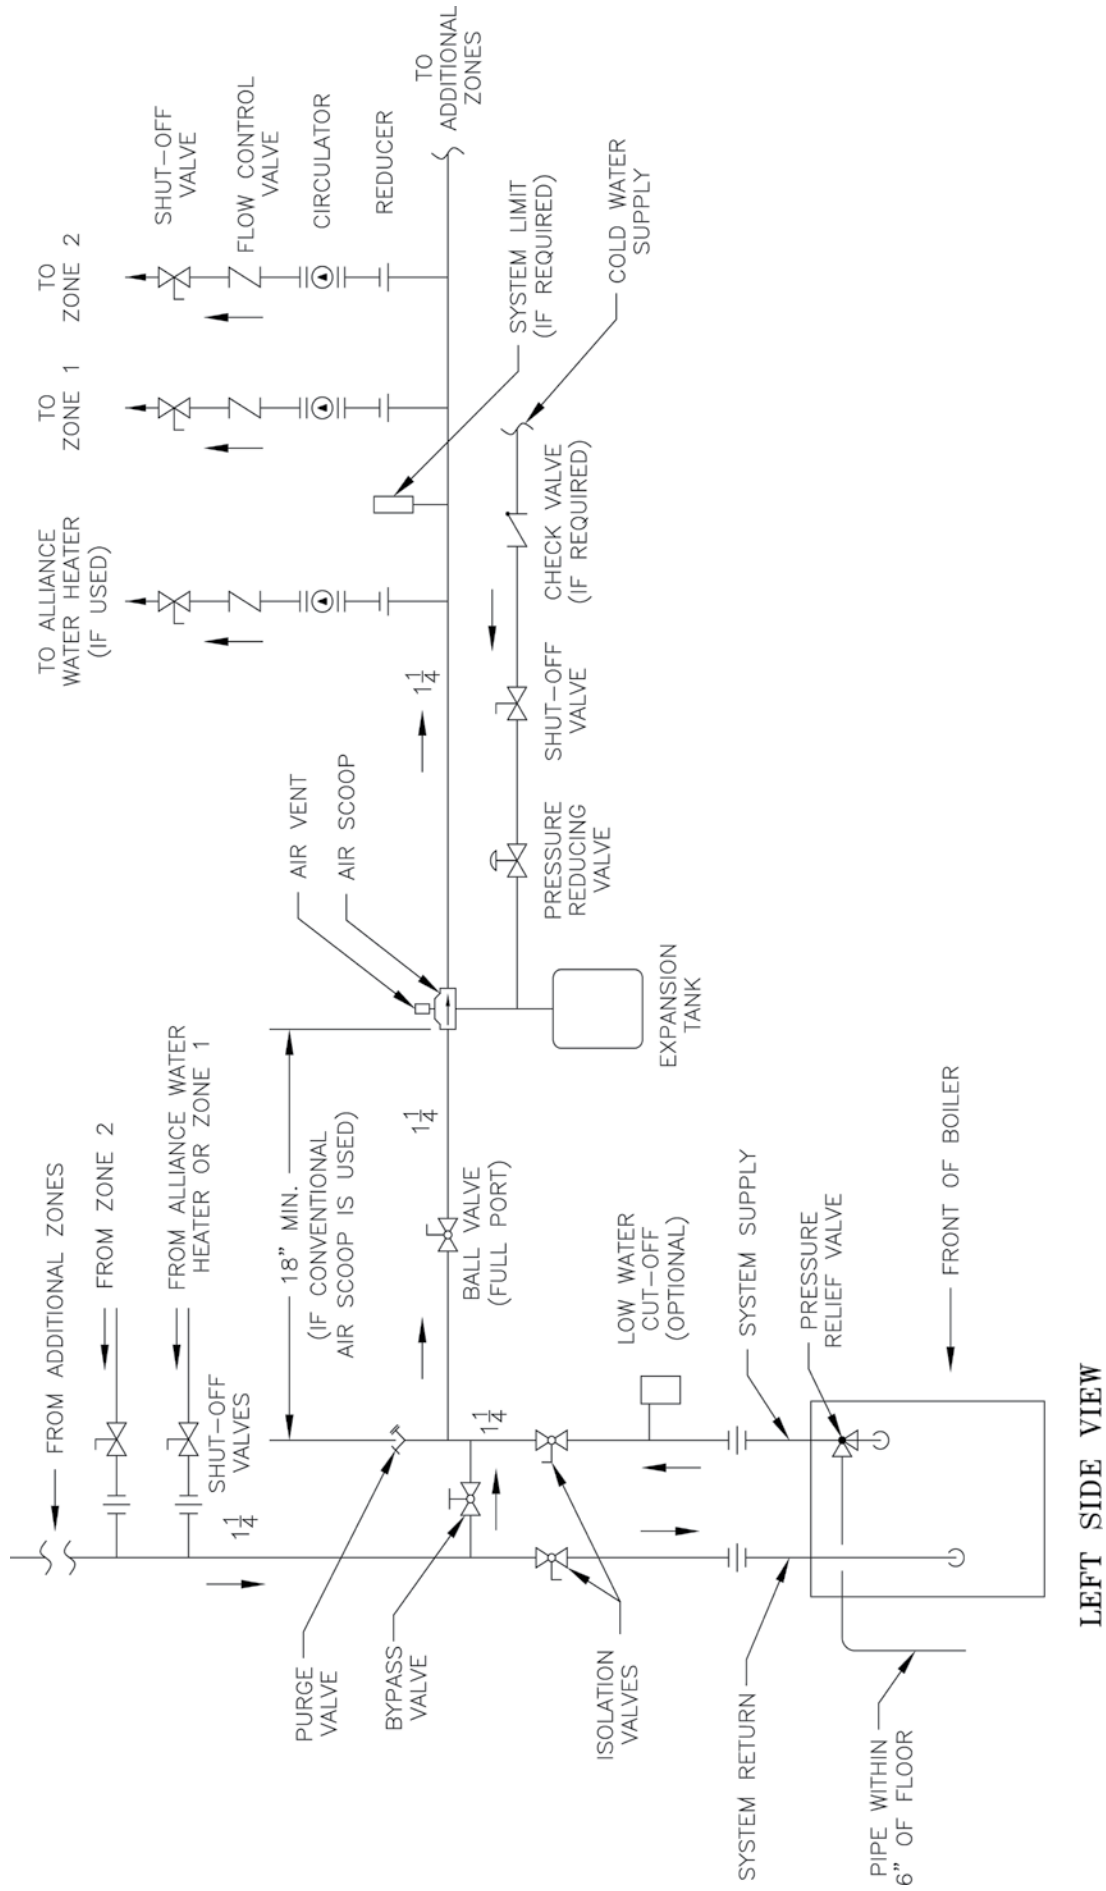 TO ALLIANCE
WATER HEATER
(IF USED)
TO
ZONE 1
TO
ZONE 2
SHUT-OFF
VALVE
FLOW CONTROL
VALVE
CIRCULATOR
REDUCER
TO
ADDITIONAL
ZONES
SYSTEM LIMIT
(IF REQUIRED)
COLD WATER
SUPPLY
CHECK VALVE
(IF REQUIRED)
SHUT-OFF
VALVE
PRESSURE
REDUCING
VALVE
1 1/4
AIR VENT
AIR SCOOP
EXPANSION
TANK
FROM ADDITIONAL ZONES
FROM ZONE 2
FROM ALLIANCE WATER
HEATER OR ZONE 1
SHUT-OFF
VALVES
1 1/4
18" MIN.
(IF CONVENTIONAL
AIR SCOOP IS USED)
1 1/4
BALL VALVE
(FULL PORT)
1 1/4
LOW WATER
CUT-OFF
(OPTIONAL)
PURGE
VALVE
BYPASS
VALVE
ISOLATION
VALVES
SYSTEM SUPPLY
PRESSURE
RELIEF VALVE
FRONT OF BOILER
SYSTEM RETURN
PIPE WITHIN
6" OF FLOOR
LEFT SIDE VIEW